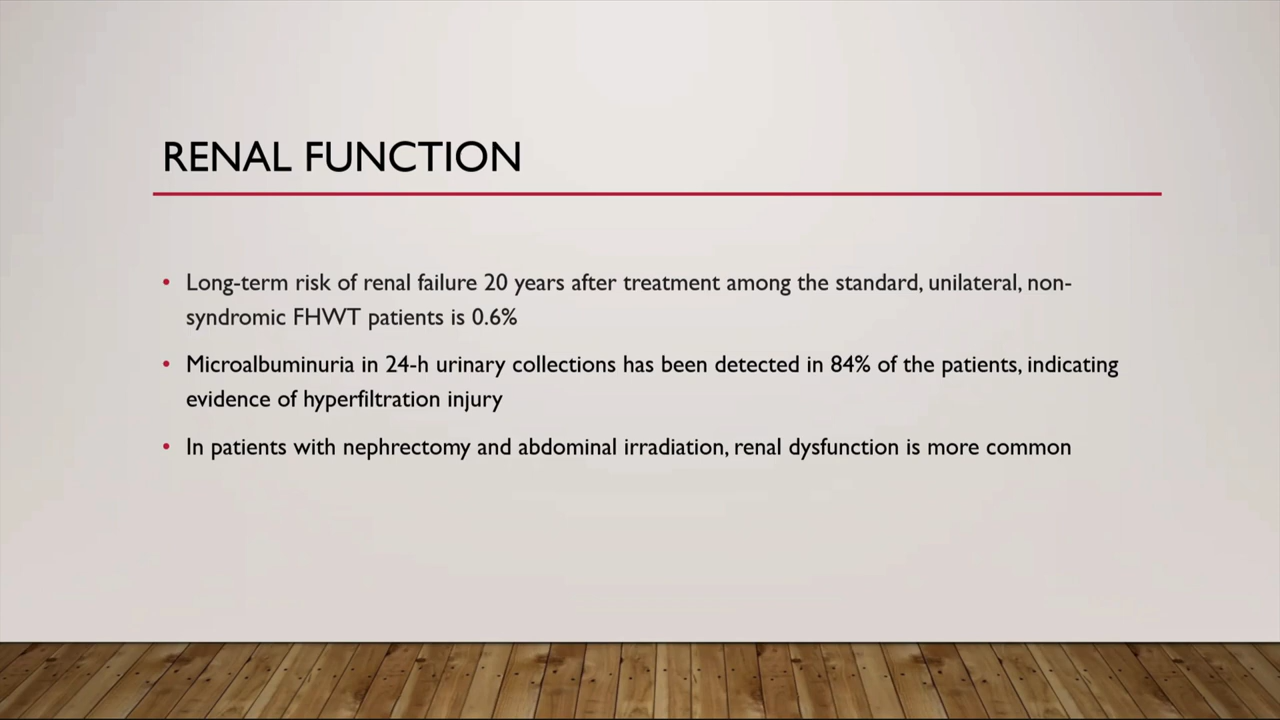 RENAL FUNCTION
• Long-term risk of renal failure 20 years after treatment among the standard, unilateral, non-
syndromic FHWT patients is 0.6%
• Microalbuminuria in 24-h urinary collections has been detected in 84% of the patients, indicating
evidence of hyperfiltration injury
• In patients with nephrectomy and abdominal irradiation, renal dysfunction is more common